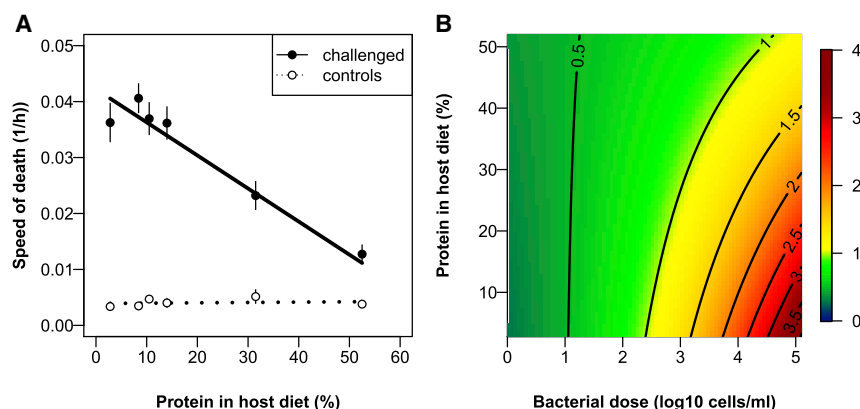 A
0.05
0.04
0.03
0.02
0.01
0.00
Speed of death (1/h))
challenged
controls
0 10 20 30 40 50 60
Protein in host diet (%)
B
50
40
30
20
10
Protein in host diet (%)
0.5
1
1.5
2
2.5
3
3.5
0 1 2 3 4 5
Bacterial dose (log10 cells/ml)
4
3
2
1
0